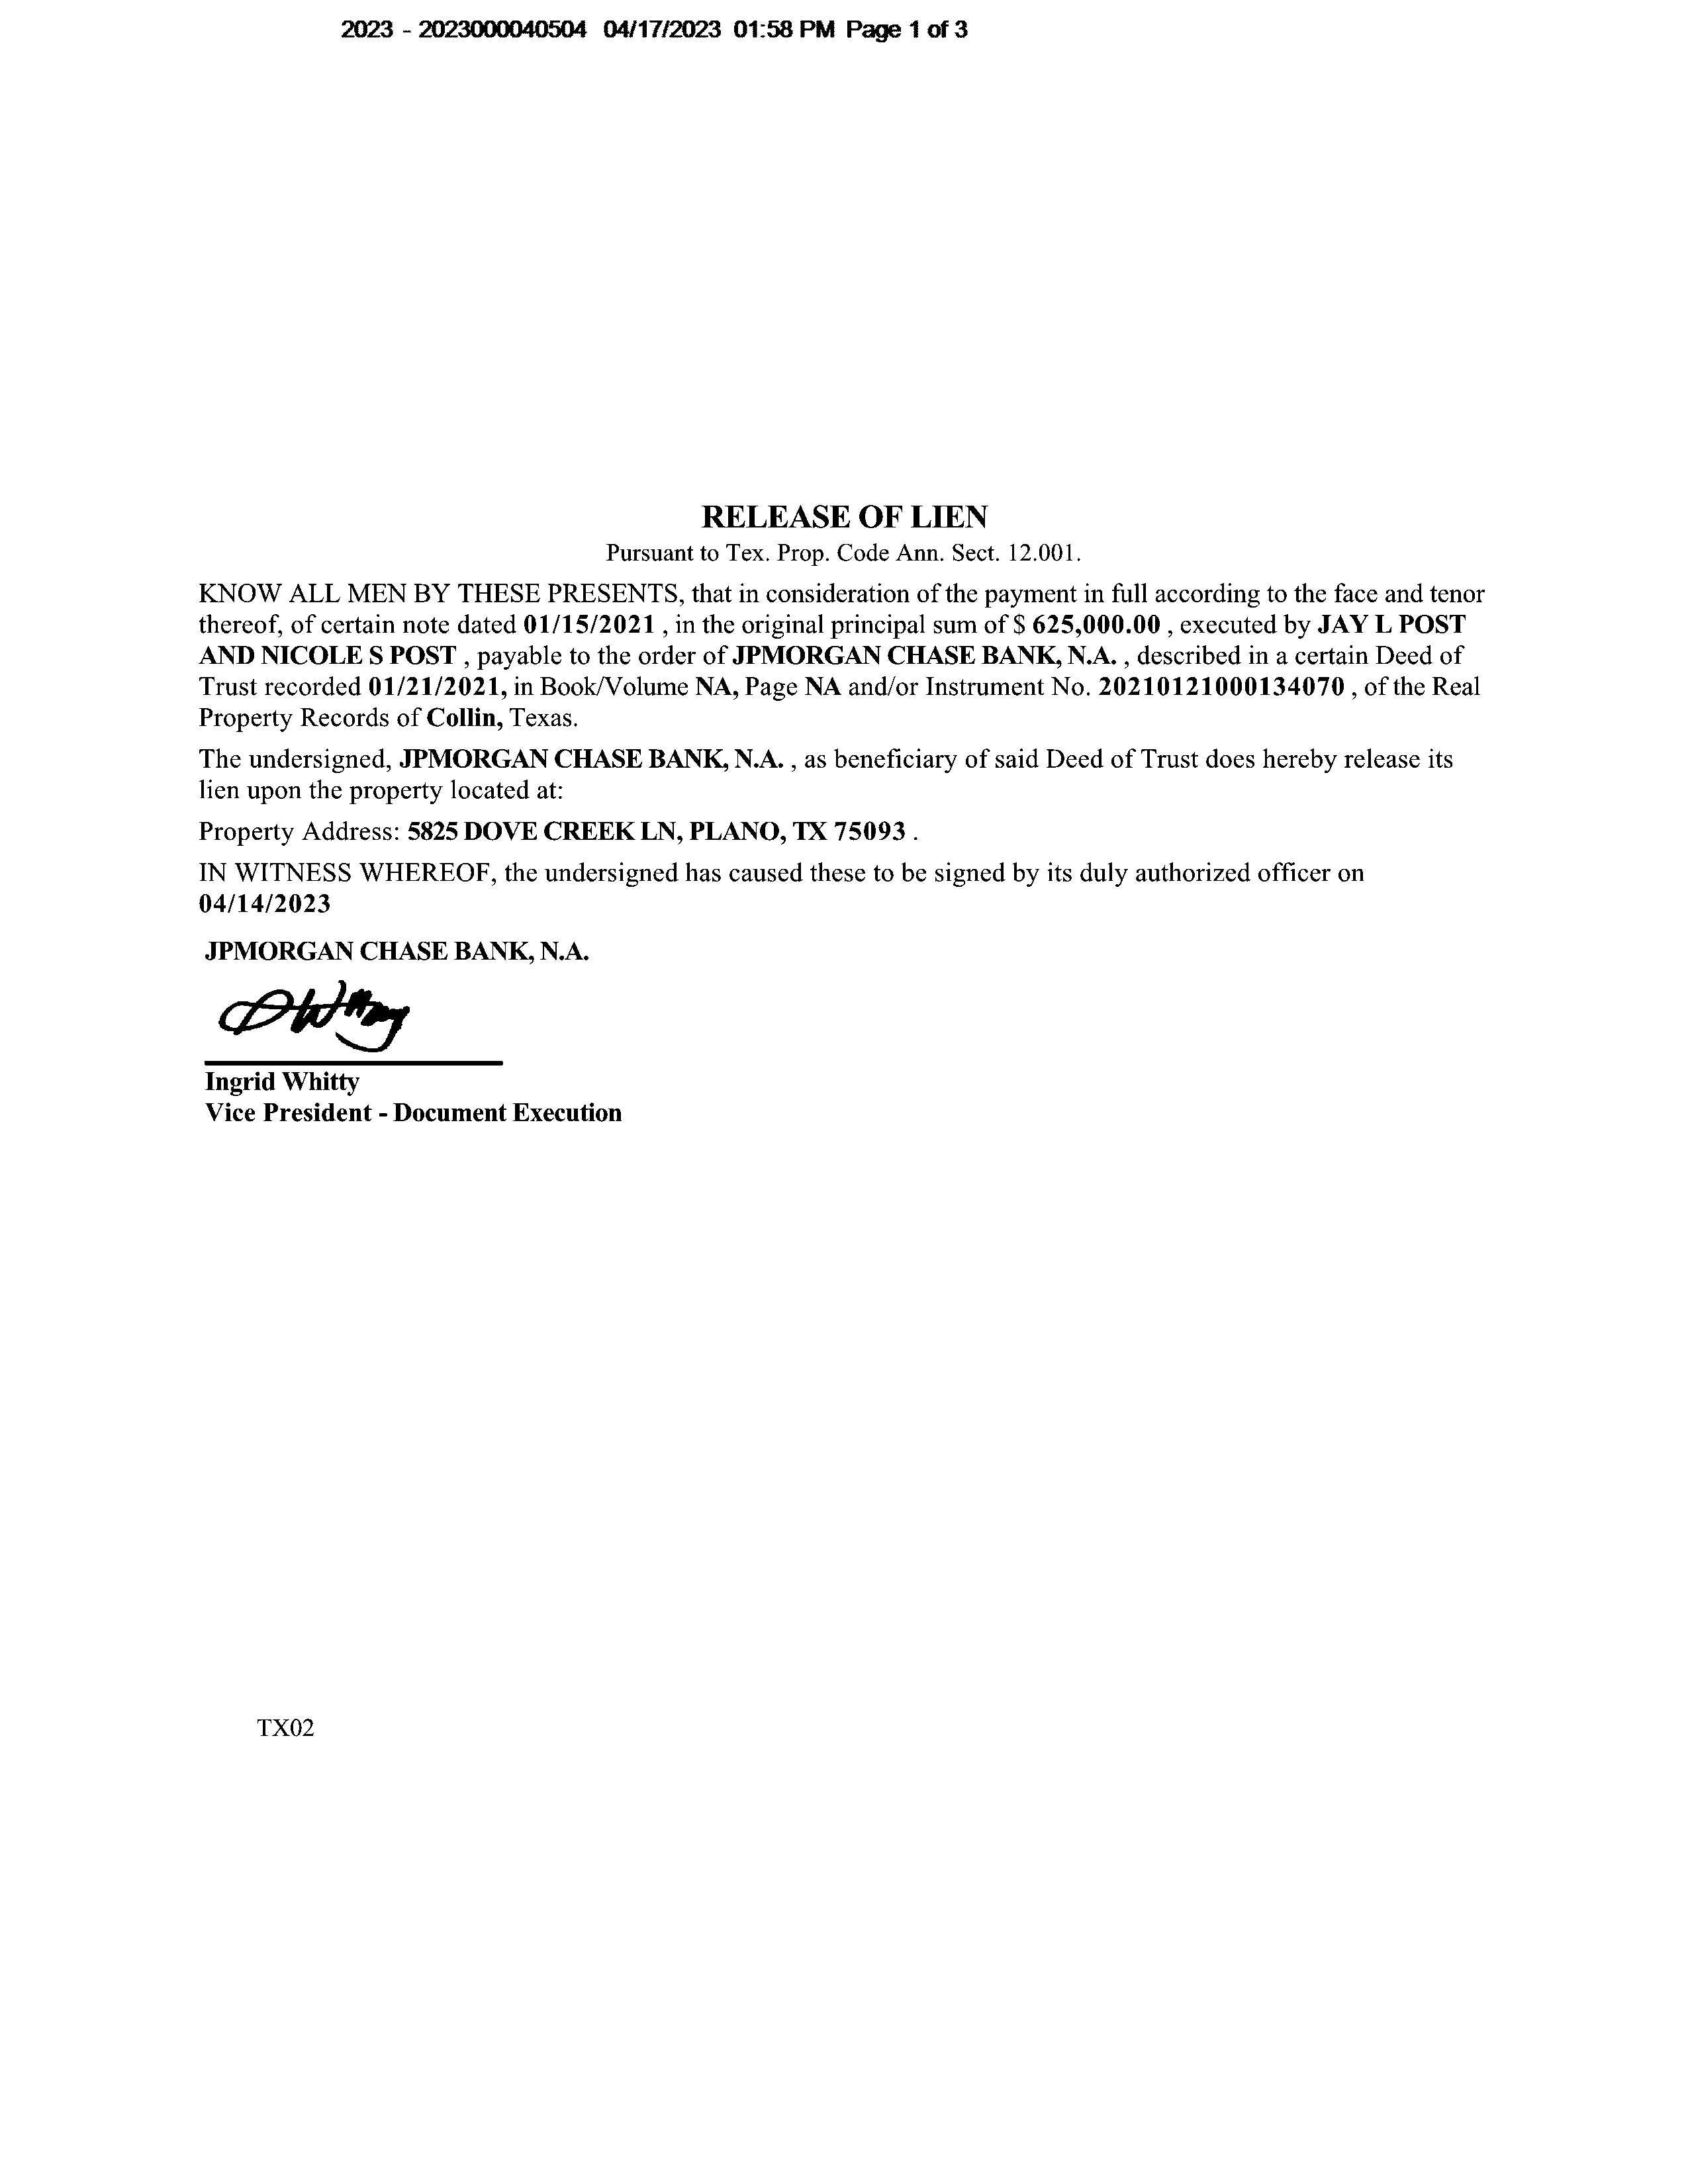 2023 - 2023000040504 04/17/2023 01:58 PM Page 1 of 3
RELEASE OF LIEN
Pursuant to Tex. Prop. Code Ann. Sect. 12.001.
KNOW ALL MEN BY THESE PRESENTS, that in consideration of the payment in full according to the face and tenor
thereof, of certain note dated 01/15/2021 , in the original principal sum of $ 625,000.00 , executed by JAY L POST
AND NICOLE S POST , payable to the order of JPMORGAN CHASE BANK, N.A. , described in a certain Deed of
Trust recorded 01/21/2021, in Book/Volume NA, Page NA and/or Instrument No. 20210121000134070 , of the Real
Property Records of Collin, Texas.
The undersigned, JPMORGAN CHASE BANK, N.A. , as beneficiary of said Deed of Trust does hereby release its
lien upon the property located at:
Property Address: 5825 DOVE CREEK LN, PLANO, TX 75093 .
IN WITNESS WHEREOF, the undersigned has caused these to be signed by its duly authorized officer on
04/14/2023
JPMORGAN CHASE BANK, N.A.
Ingrid Whitty
Vice President - Document Execution
TX02